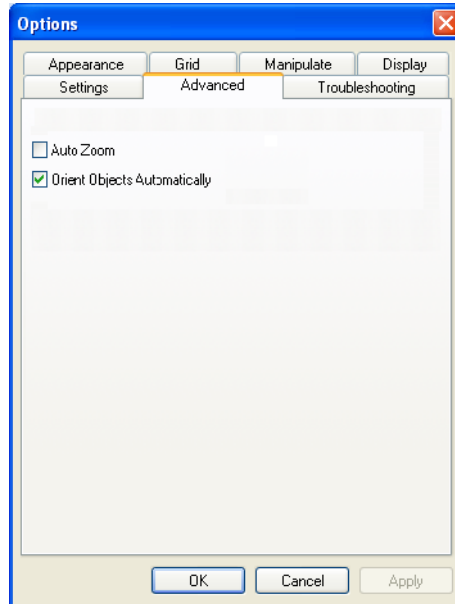 Options
Appearance Grid Manipulate Display
Settings Advanced Troubleshooting
Auto Zoom
Orient Objects Automatically
OK Cancel Apply